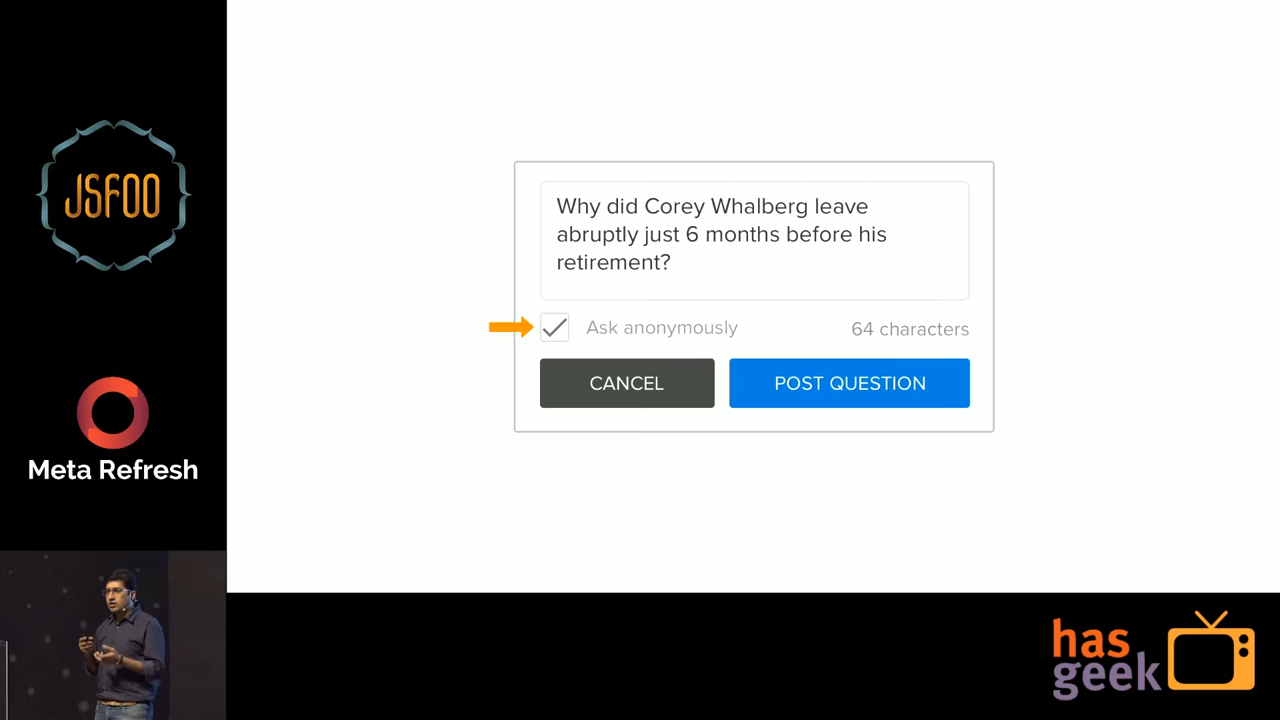 JSFOO
Meta Refresh
Why did Corey Whalberg leave
abruptly just 6 months before his
retirement?
Ask anonymously
64 characters
CANCEL
POST QUESTION
has
geek